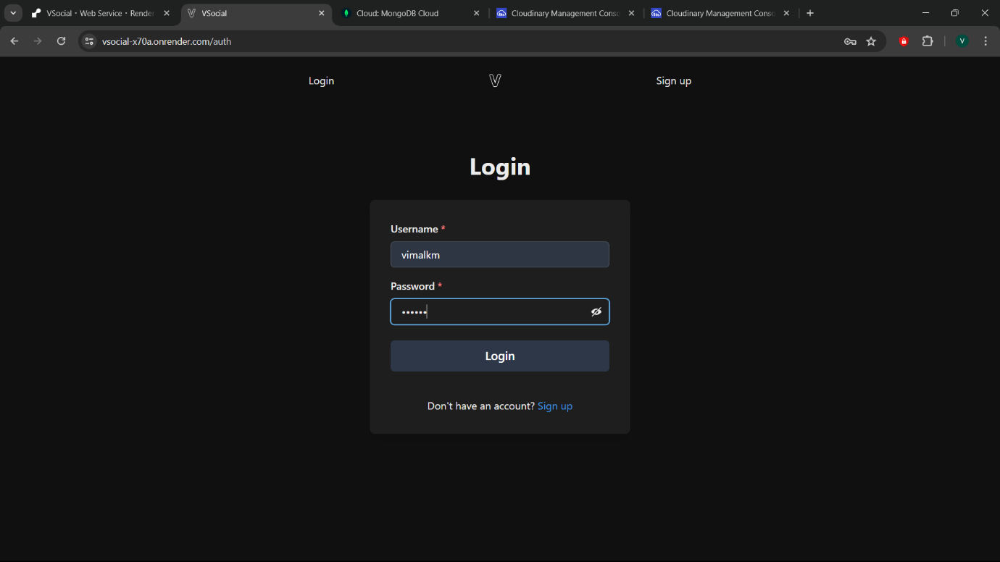 VSocial · Web Service · Render
VSocial
Cloud: MongoDB Cloud
Cloudinary Management Conso
Cloudinary Management Conso
vsocial-x70a.onrender.com/auth
V
Login
V
Sign up
Login
Username *
vimalkm
Password *
••••••
Login
Don't have an account? Sign up